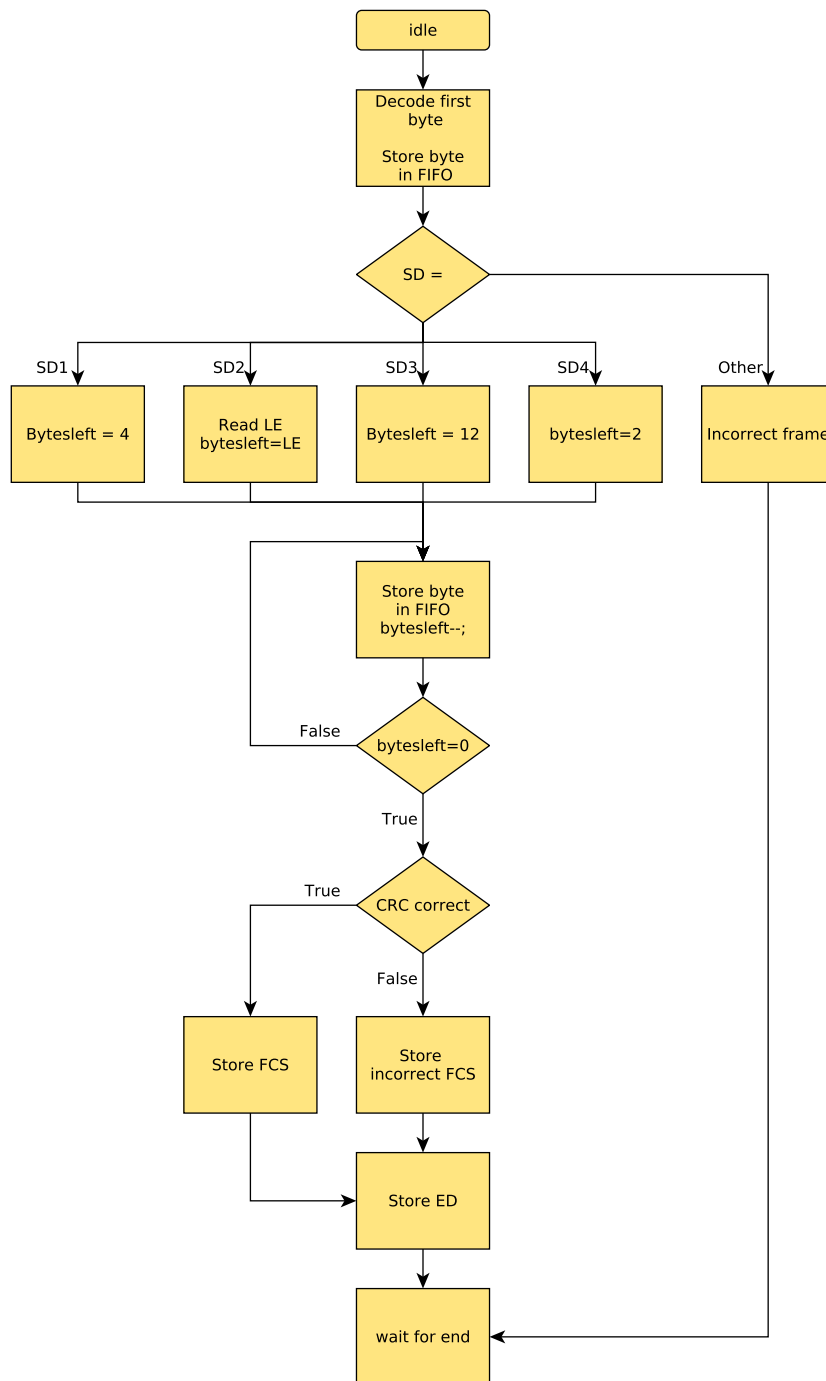 idle
Decode first
byte
Store byte
in FIFO
SD =
SD1
SD2
SD3
SD4
Other
Bytesleft = 4
Read LE
bytesleft=LE
Bytesleft = 12
bytesleft=2
Incorrect frame
Store byte
in FIFO
bytesleft--;
False
bytesleft=0
True
True
CRC correct
False
Store FCS
Store
incorrect FCS
Store ED
wait for end